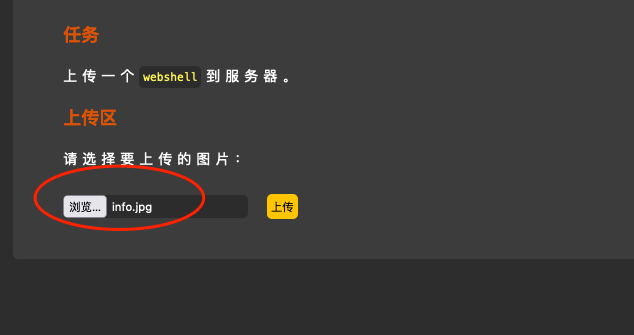 任务
上传一个 webshell 到服务器。
上传区
请选择要上传的图片：
浏览... info.jpg 上传